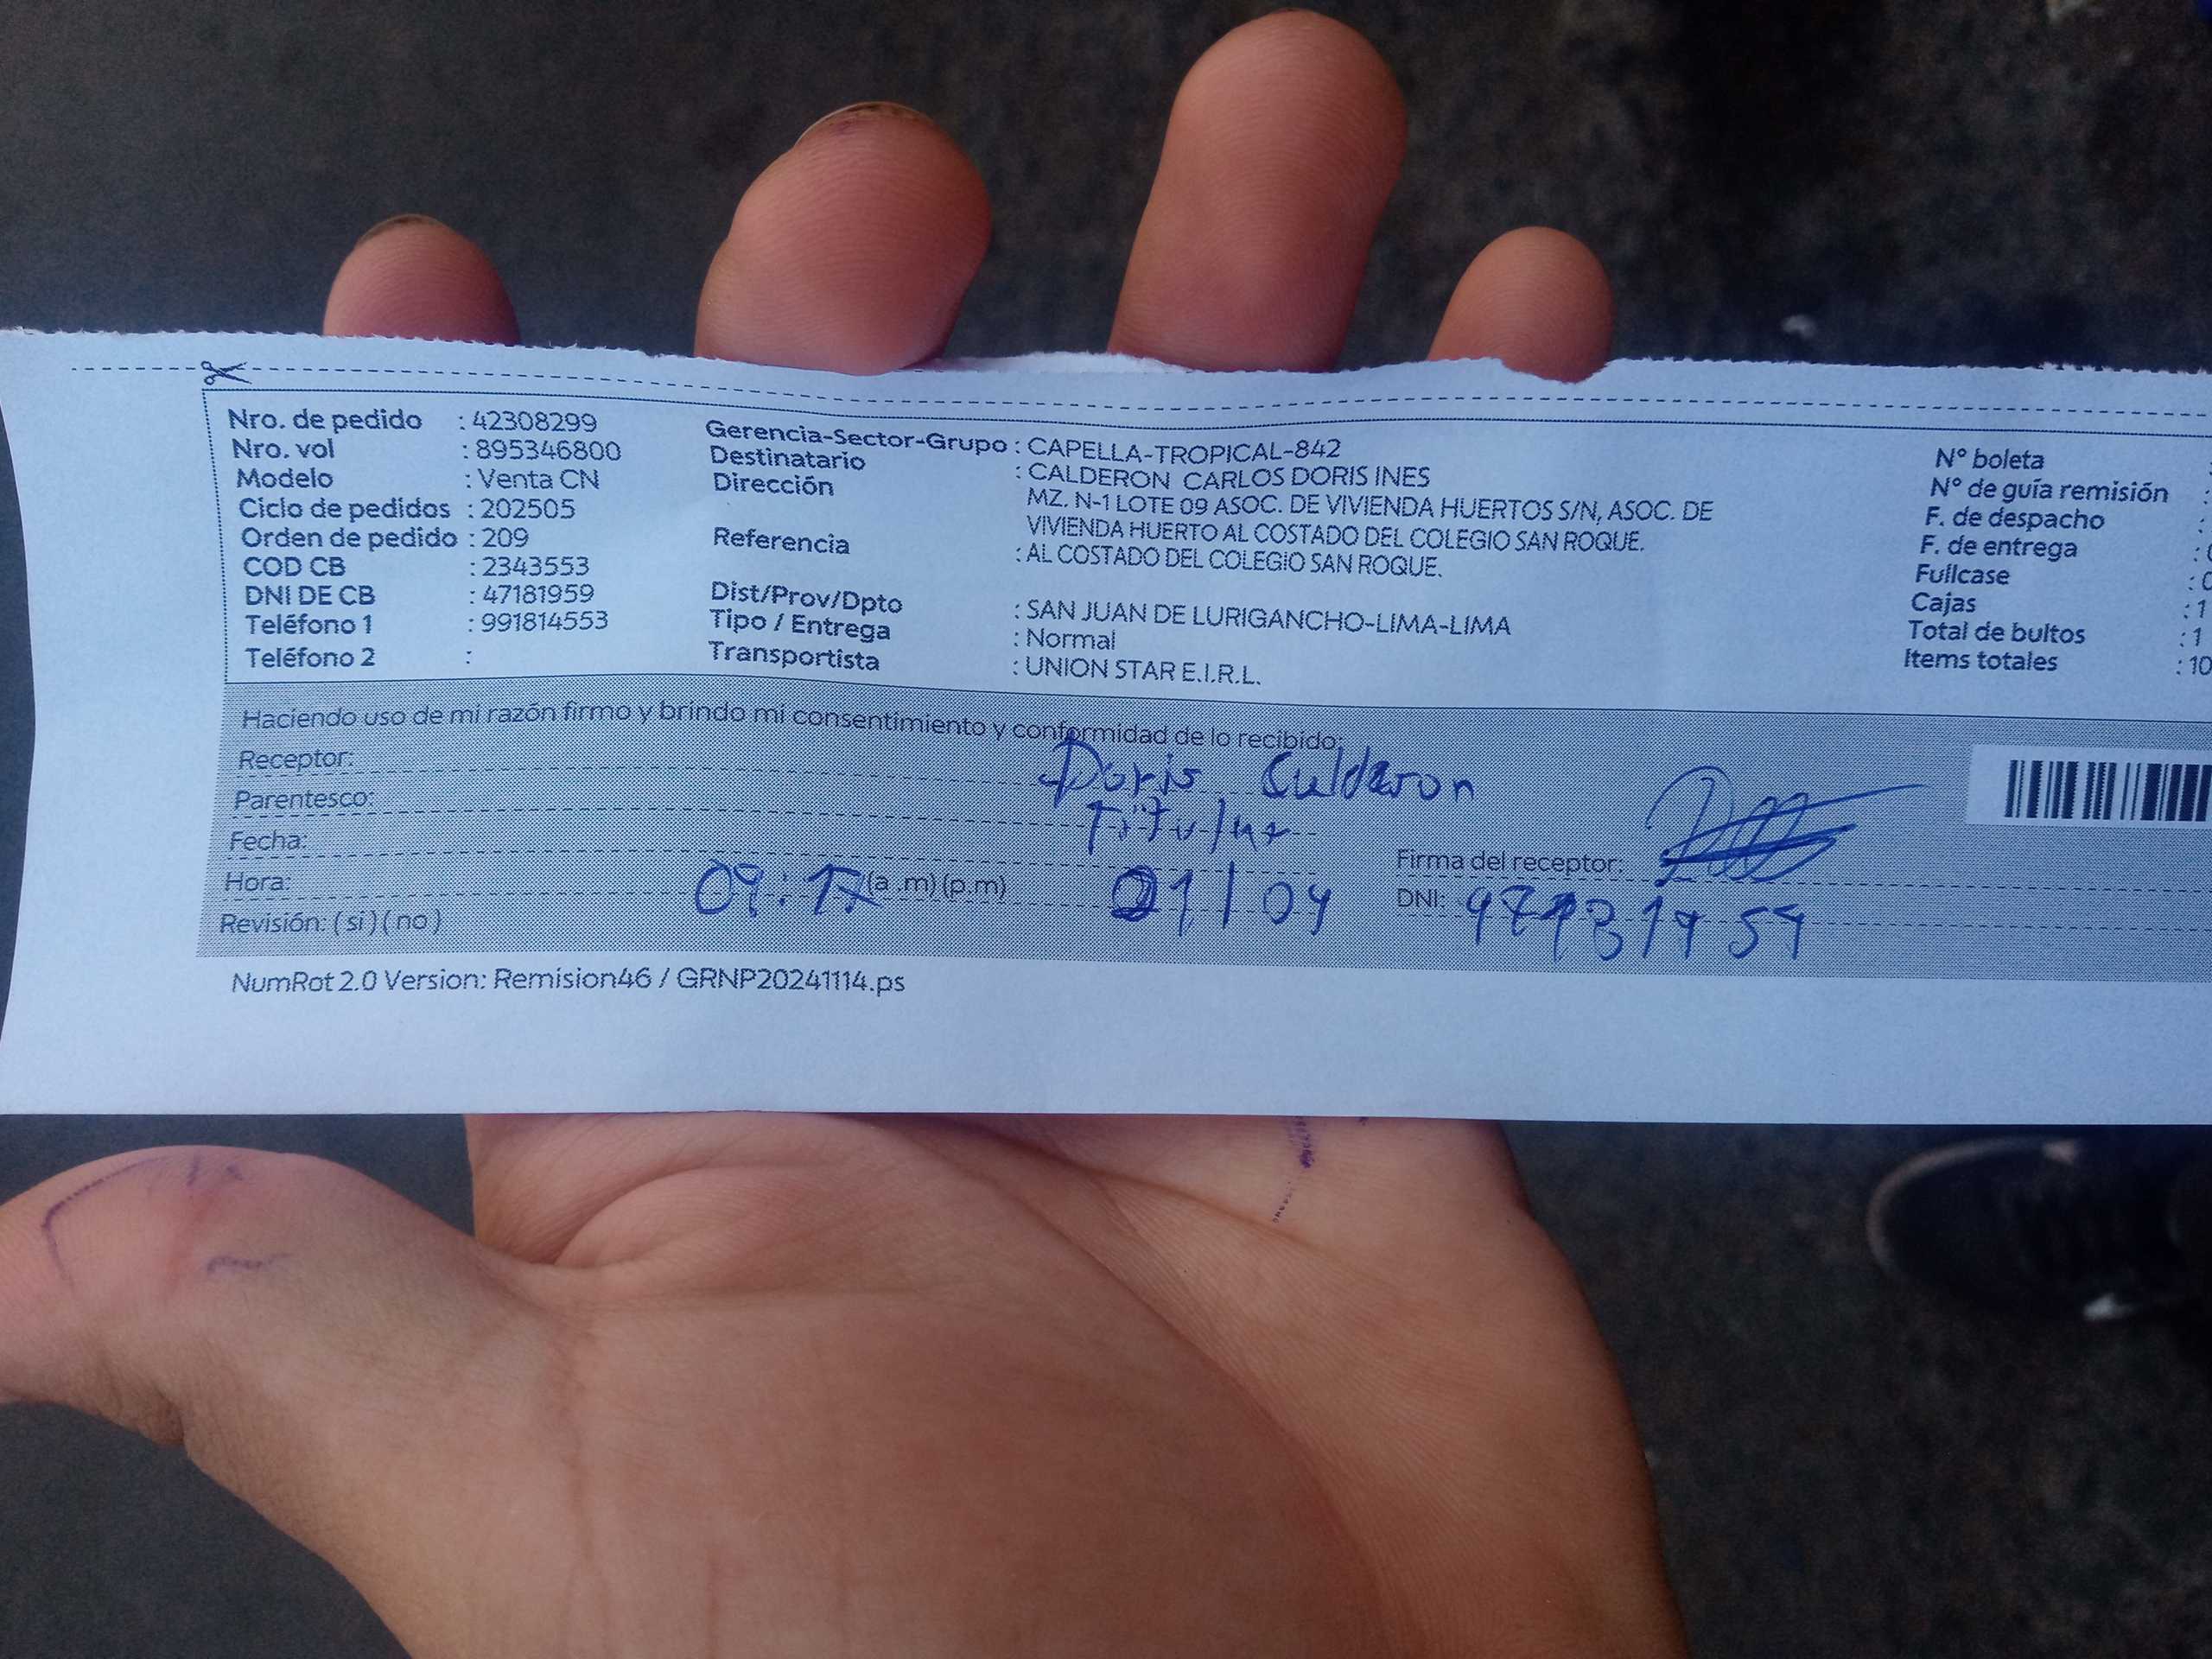 Nro. de pedido : 42308299
Nro. vol : 895346800
Modelo : Venta CN
Ciclo de pedidos : 202505
Orden de pedido : 209
COD CB : 2343553
DNI DE CB : 47181959
Teléfono 1 : 991814553
Teléfono 2 :
Gerencia-Sector-Grupo : CAPELLA-TROPICAL-842
Destinatario : CALDERON CARLOS DORIS INES
Dirección MZ. N-1 LOTE 09 ASOC. DE VIVIENDA HUERTOS S/N, ASOC. DE
VIVIENDA HUERTO AL COSTADO DEL COLEGIO SAN ROQUE.
Referencia : AL COSTADO DEL COLEGIO SAN ROQUE.
Dist/Prov/Dpto : SAN JUAN DE LURIGANCHO-LIMA-LIMA
Tipo / Entrega : Normal
Transportista : UNION STAR E.I.R.L.
N° boleta :
N° de guía remisión :
F. de despacho :
F. de entrega : 0
Fullcase : 0
Cajas : 1
Total de bultos : 1
Items totales : 10
Haciendo uso de mi razón firmo y brindo mi consentimiento y conformidad de lo recibido:
Receptor: Doris Calderon
Parentesco: Titular
Fecha: 21/04
Hora: 09:17 (a.m) (p.m)
Revisión: ( si ) ( no )
Firma del receptor:
DNI:
NumRot 2.0 Version: Remision46 / GRNP20241114.ps